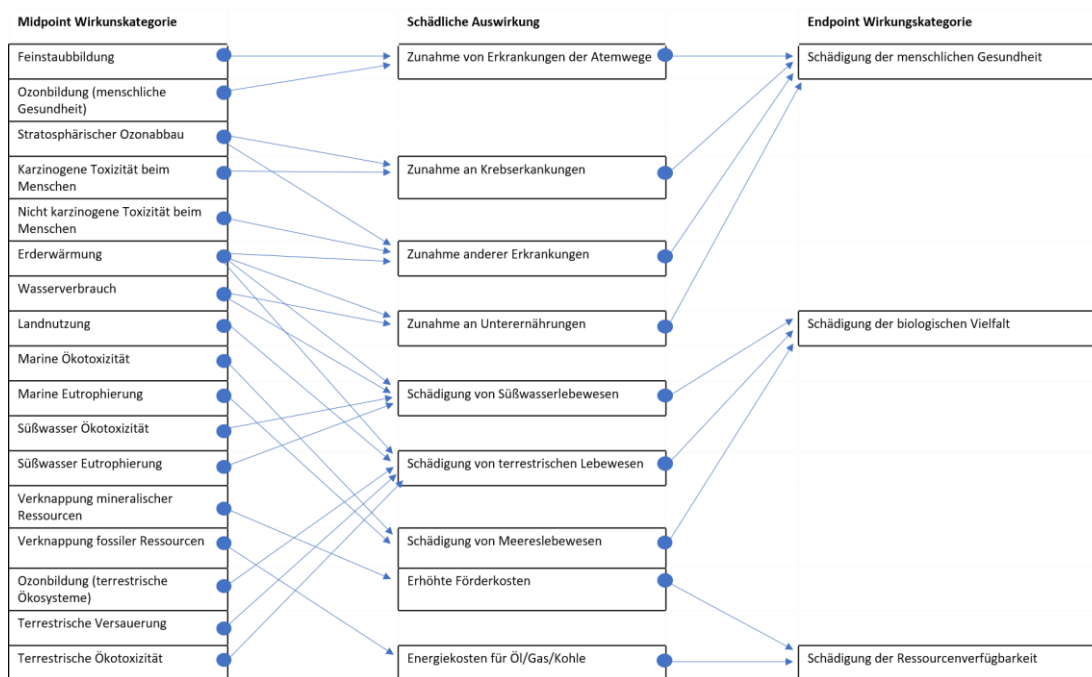 Midpoint Wirkunskategorie
Schädliche Auswirkung
Endpoint Wirkungskategorie
Feinstaubbildung
Zunahme von Erkrankungen der Atemwege
Schädigung der menschlichen Gesundheit
Ozonbildung (menschliche
Gesundheit)
Stratosphärischer Ozonabbau
Karzinogene Toxizität beim
Menschen
Zunahme an Krebserkankungen
Nicht karzinogene Toxizität beim
Menschen
Erderwärmung
Zunahme anderer Erkrankungen
Wasserverbrauch
Landnutzung
Zunahme an Unterernährungen
Schädigung der biologischen Vielfalt
Marine Ökotoxizität
Marine Eutrophierung
Schädigung von Süßwasserlebewesen
Süßwasser Ökotoxizität
Süßwasser Eutrophierung
Schädigung von terrestrischen Lebewesen
Verknappung mineralischer
Ressourcen
Verknappung fossiler Ressourcen
Schädigung von Meereslebewesen
Ozonbildung (terrestrische
Ökosysteme)
Erhöhte Förderkosten
Terrestrische Versauerung
Terrestrische Ökotoxizität
Energiekosten für Öl/Gas/Kohle
Schädigung der Ressourcenverfügbarkeit